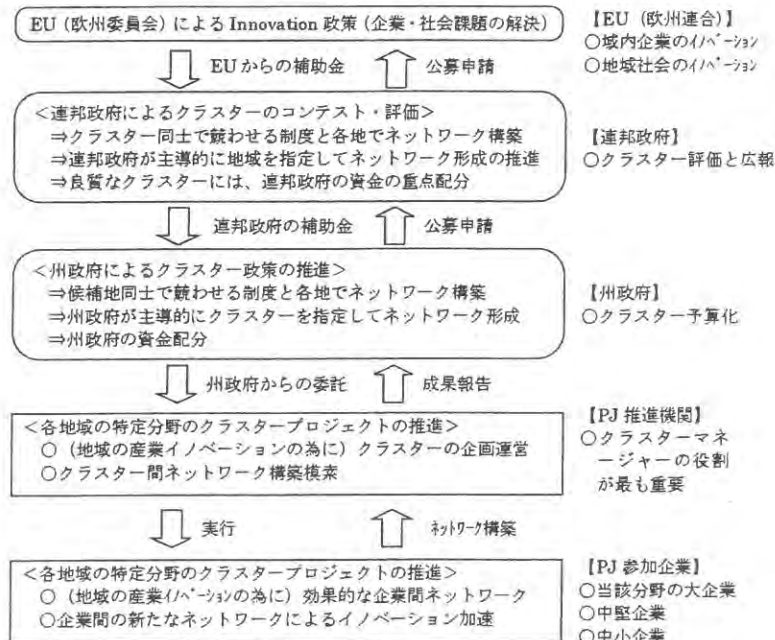 EU（欧州委員会）によるInnovation政策（企業・社会課題の解決）
【EU（欧州連合）】
○域内企業のｲﾉﾍﾞｰｼｮﾝ
○地域社会のｲﾉﾍﾞｰｼｮﾝ
EUからの補助金
公募申請
＜連邦政府によるクラスターのコンテスト・評価＞
⇒クラスター同士で競わせる制度と各地でネットワーク構築
⇒連邦政府が主導的に地域を指定してネットワーク形成の推進
⇒良質なクラスターには、連邦政府の資金の重点配分
【連邦政府】
○クラスター評価と広報
連邦政府の補助金
公募申請
＜州政府によるクラスター政策の推進＞
⇒候補地同士で競わせる制度と各地でネットワーク構築
⇒州政府が主導的にクラスターを指定してネットワーク形成
⇒州政府の資金配分
【州政府】
○クラスター予算化
州政府からの委託
成果報告
＜各地域の特定分野のクラスタープロジェクトの推進＞
○（地域の産業イノベーションの為に）クラスターの企画運営
○クラスター間ネットワーク構築模索
【PJ推進機関】
○クラスターマネ
ージャーの役割
が最も重要
実行
ﾈｯﾄﾜｰｸ構築
＜各地域の特定分野のクラスタープロジェクトの推進＞
○（地域の産業ｲﾉﾍﾞｰｼｮﾝの為に）効果的な企業間ネットワーク
○企業間の新たなネットワークによるイノベーション加速
【PJ参加企業】
○当該分野の大企業
○中堅企業
○中小企業